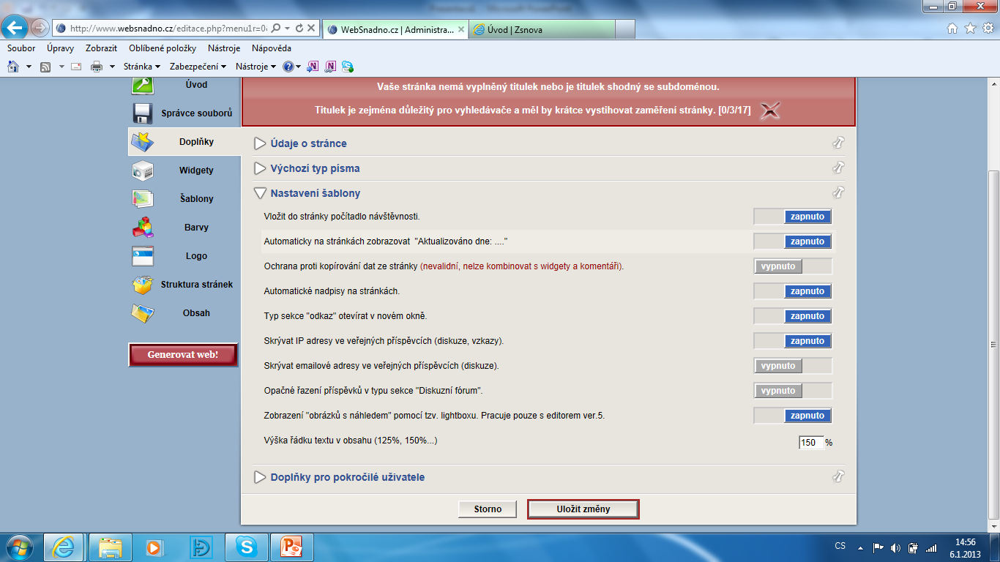 http://www.websnadno.cz/editace.php?menu1r=0
WebSnadno.cz | Administra...
Úvod | Zsnova
Soubor Úpravy Zobrazit Oblíbené položky Nástroje Nápověda
Stránka Zabezpečení Nástroje
Úvod
Správce souborů
Doplňky
Widgety
Šablony
Barvy
Logo
Struktura stránek
Obsah
Generovat web!
Vaše stránka nemá vyplněný titulek nebo je titulek shodný se subdoménou.
Titulek je zejména důležitý pro vyhledávače a měl by krátce vystihovat zaměření stránky. [0/3/17]
Údaje o stránce
Výchozí typ písma
Nastavení šablony
Vložit do stránky počítadlo návštěvnosti. zapnuto
Automaticky na stránkách zobrazovat "Aktualizováno dne: ...." zapnuto
Ochrana proti kopírování dat ze stránky (nevalidní, nelze kombinovat s widgety a komentáři). vypnuto
Automatické nadpisy na stránkách. zapnuto
Typ sekce "odkaz" otevírat v novém okně. zapnuto
Skrývat IP adresy ve veřejných příspěvcích (diskuze, vzkazy). zapnuto
Skrývat emailové adresy ve veřejných příspěvcích (diskuze). vypnuto
Opačné řazení příspěvků v typu sekce "Diskuzní fórum". vypnuto
Zobrazení "obrázků s náhledem" pomocí tzv. lightboxu. Pracuje pouze s editorem ver.5. zapnuto
Výška řádku textu v obsahu (125%, 150%...) 150 %
Doplňky pro pokročilé uživatele
Storno Uložit změny
CS
14:56
6.1.2013